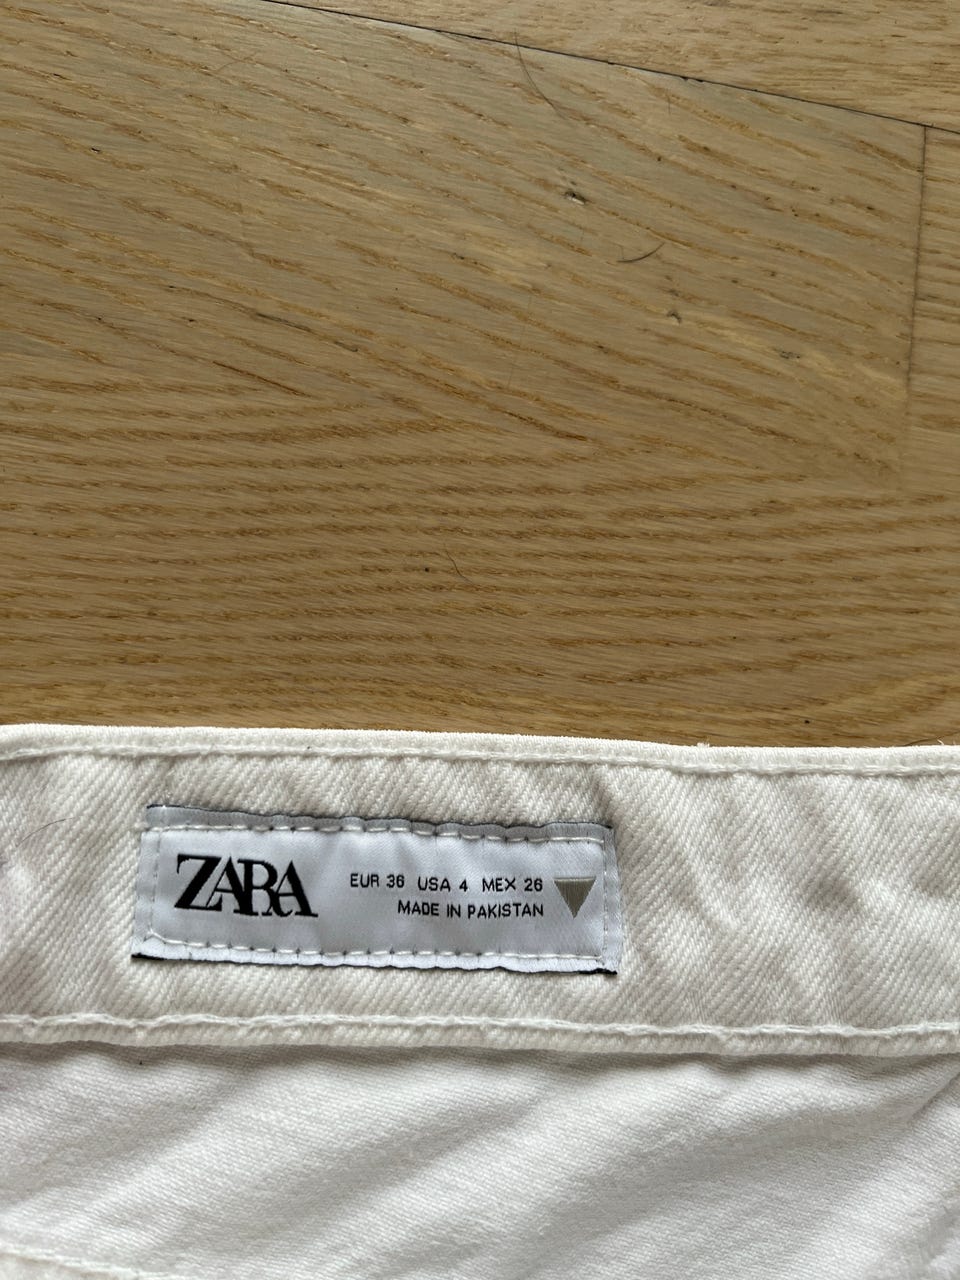 ZARA
EUR 36 USA 4 MEX 26
MADE IN PAKISTAN